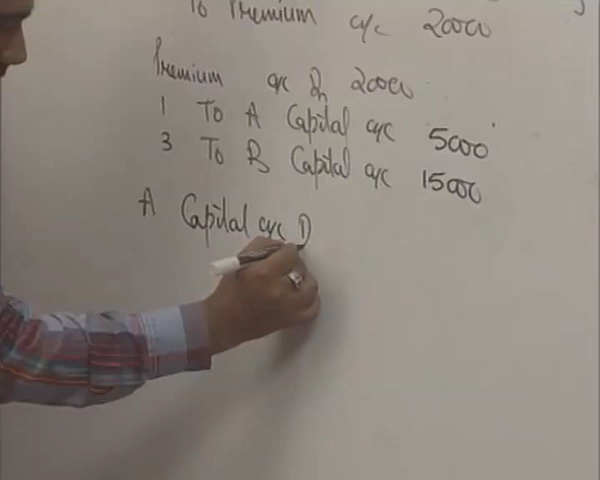 To Premium a/c 20000
Premium a/c Dr 20000
1 To A Capital a/c 5000
3 To B Capital a/c 15000
A Capital a/c D